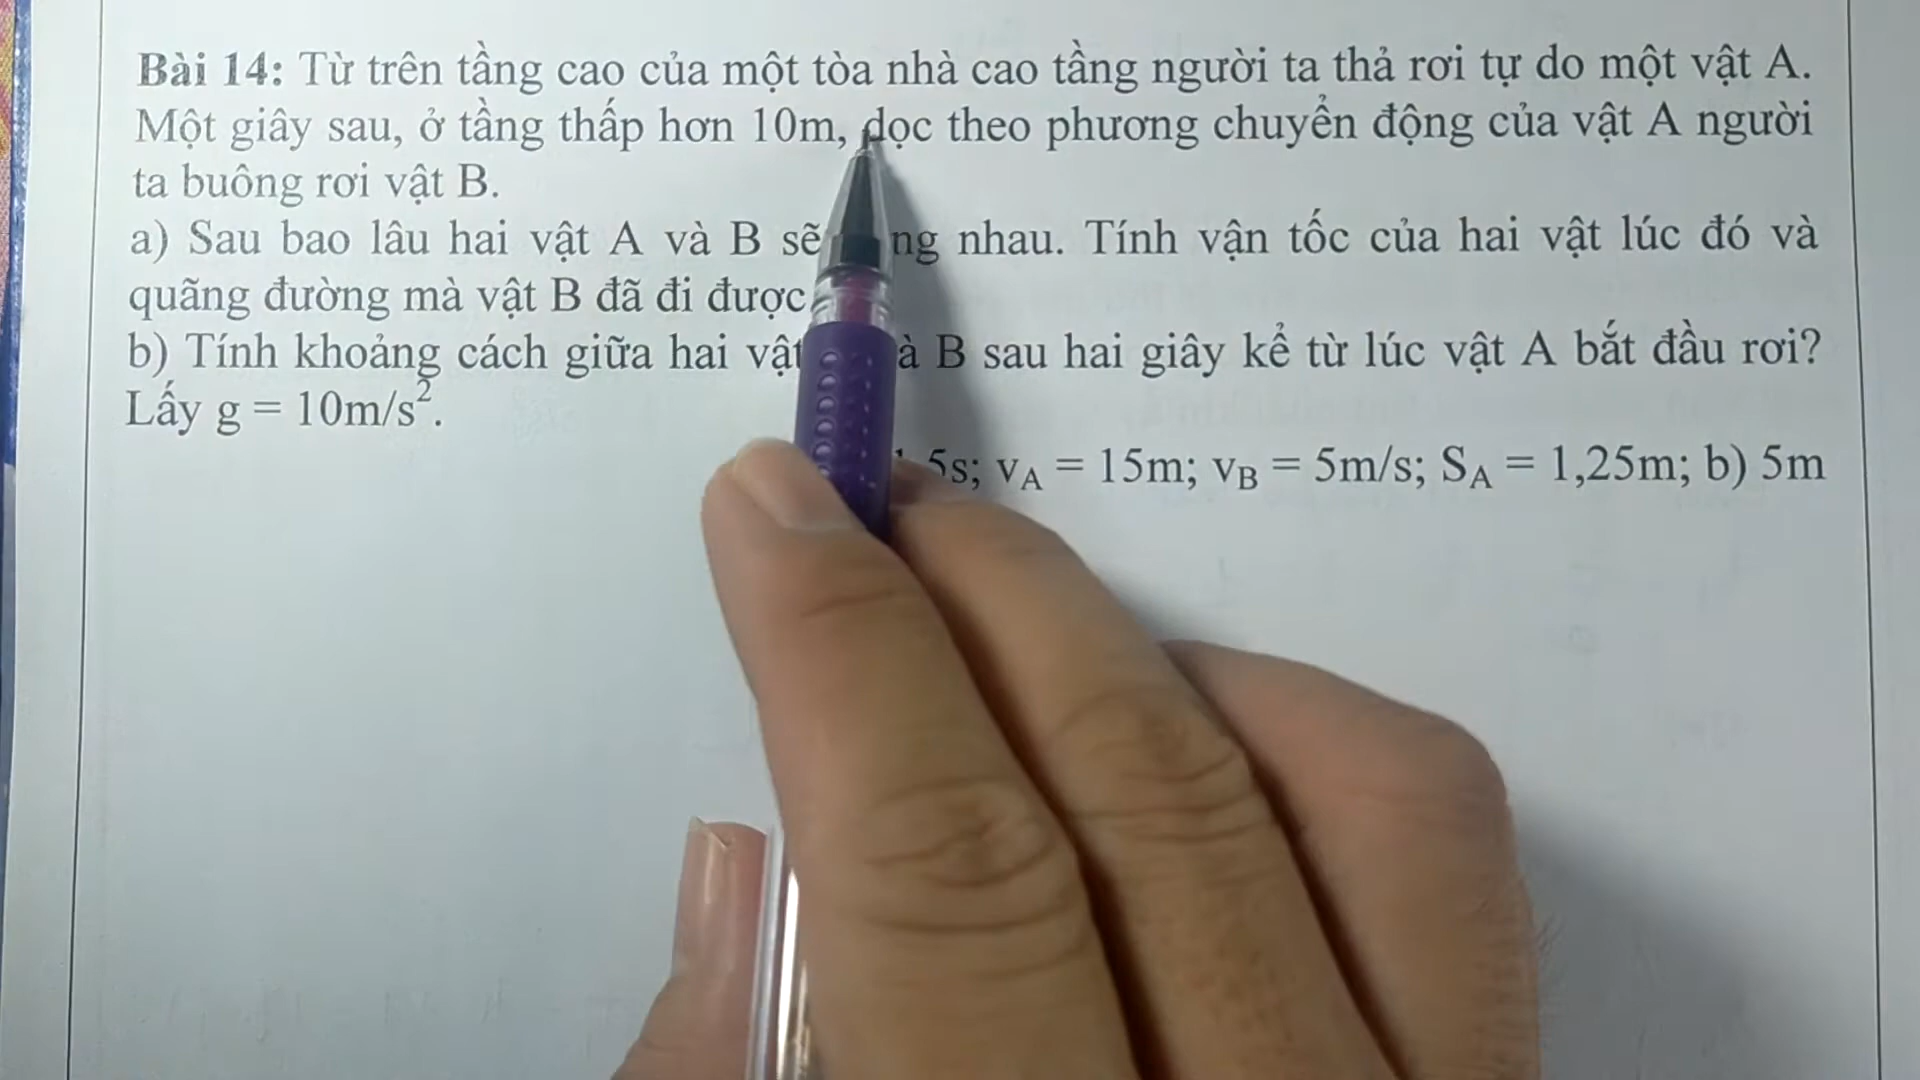 Bài 14: Từ trên tầng cao của một tòa nhà cao tầng người ta thả rơi tự do một vật A.
Một giây sau, ở tầng thấp hơn 10m, dọc theo phương chuyển động của vật A người
ta buông rơi vật B.
a) Sau bao lâu hai vật A và B sẽ nhau. Tính vận tốc của hai vật lúc đó và
quãng đường mà vật B đã đi được
b) Tính khoảng cách giữa hai vật B sau hai giây kể từ lúc vật A bắt đầu rơi?
Lấy g = 10m/s².
5s; vA = 15m; vB = 5m/s; SA = 1,25m; b) 5m